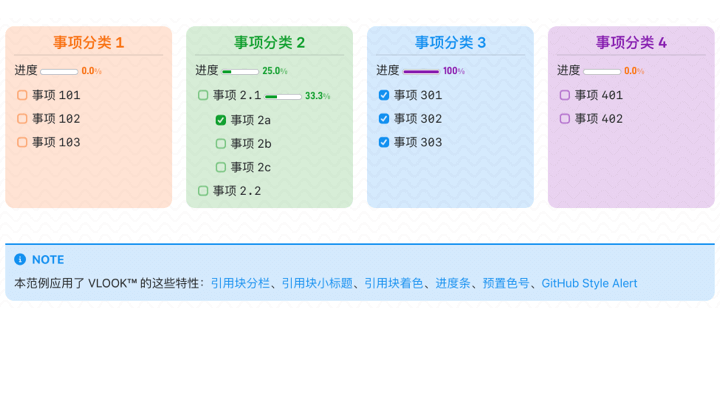 事项分类 1
进度 0.0%
事项 101
事项 102
事项 103
事项分类 2
进度 25.0%
事项 2.1 33.3%
事项 2a
事项 2b
事项 2c
事项 2.2
事项分类 3
进度 100%
事项 301
事项 302
事项 303
事项分类 4
进度 0.0%
事项 401
事项 402
NOTE
本范例应用了 VLOOK™ 的这些特性：引用块分栏、引用块小标题、引用块着色、进度条、预置色号、GitHub Style Alert